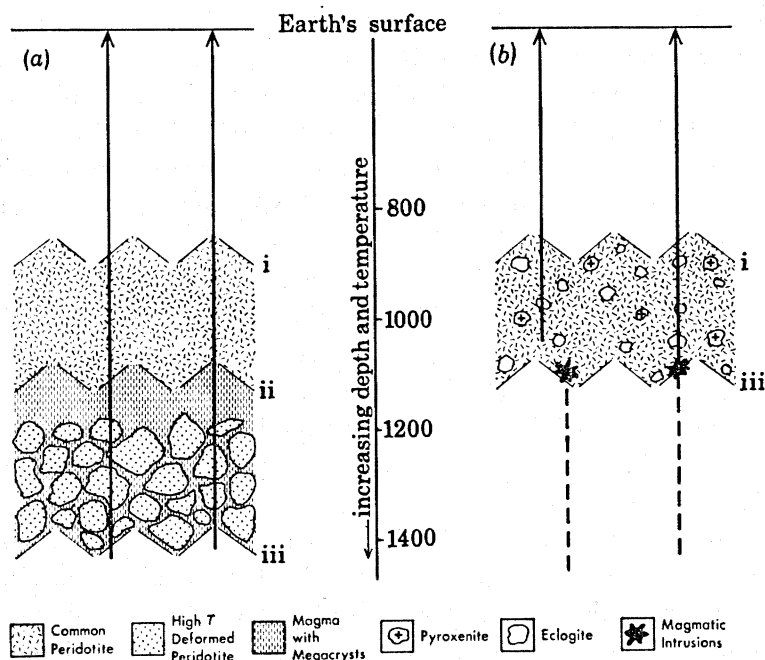 Earth's surface
(a)
(b)
increasing depth and temperature
800
1000
1200
1400
i
ii
iii
i
iii
Common
Peridotite
High T
Deformed
Peridotite
Magma
with
Megacrysts
Pyroxenite
Eclogite
Magmatic
Intrusions